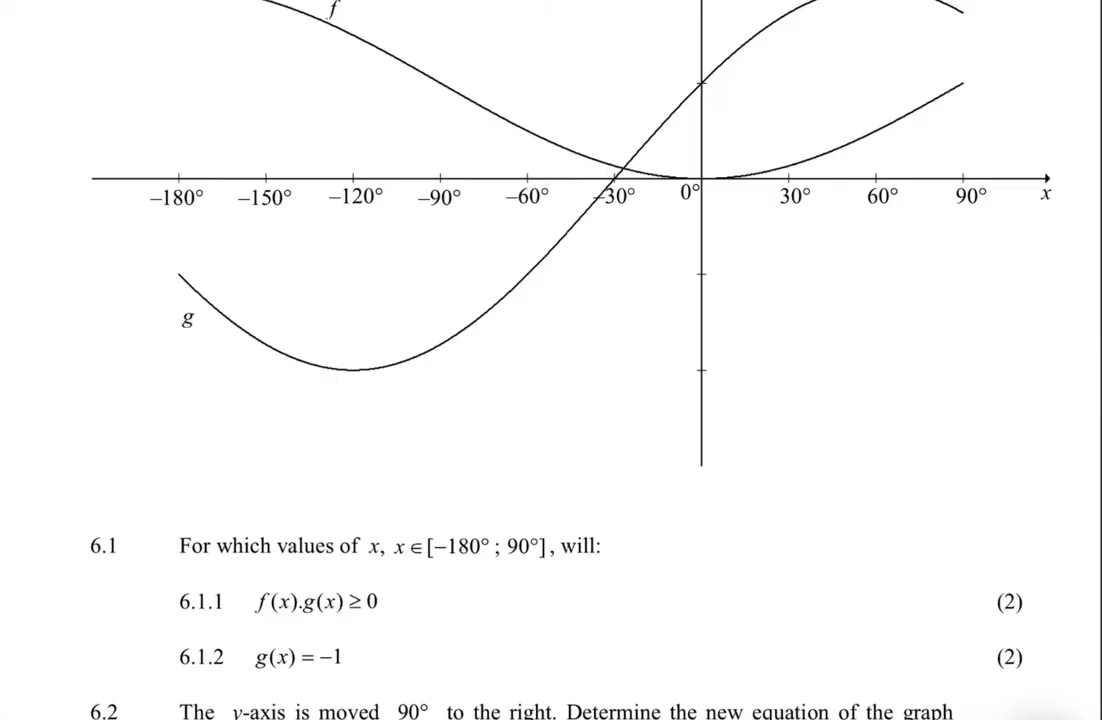 f
–180° –150° –120° –90° –60° –30° 0° 30° 60° 90° x
g
6.1 For which values of x, x ∈ [–180° ; 90°], will:
6.1.1 f(x).g(x) ≥ 0 (2)
6.1.2 g(x) = –1 (2)
6.2 The y-axis is moved 90° to the right. Determine the new equation of the graph